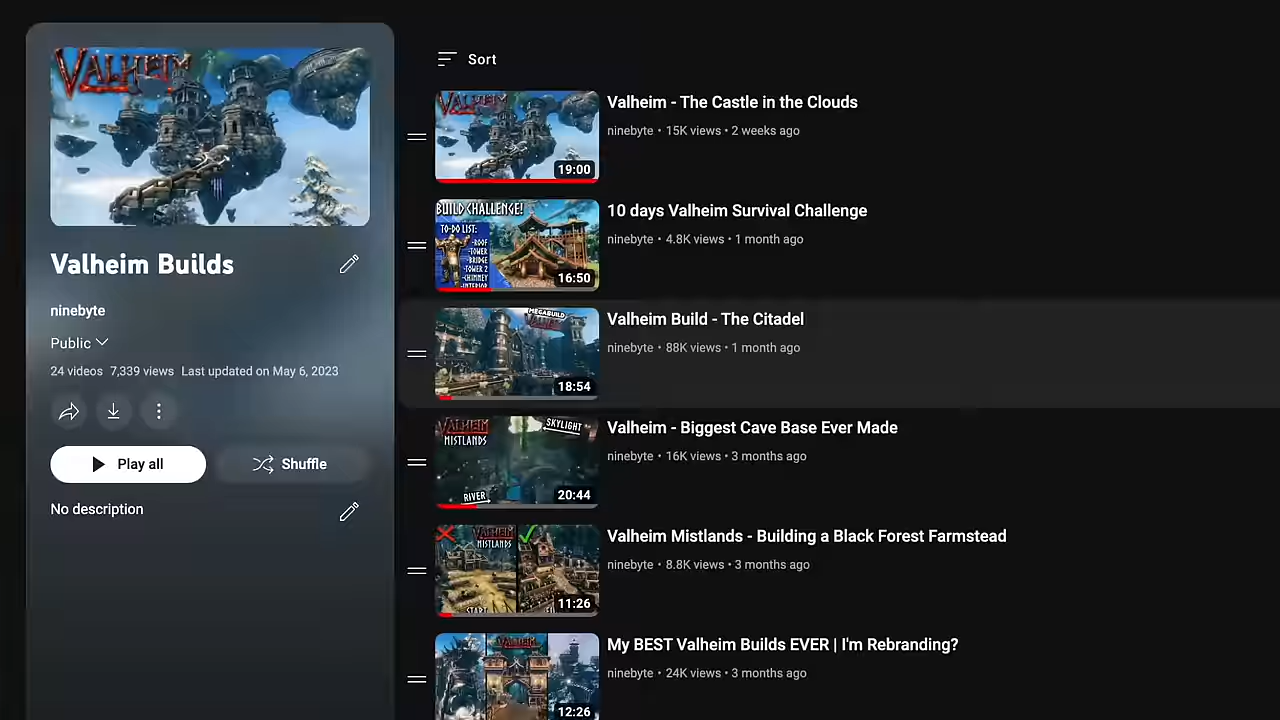 VALHEIM
Valheim Builds
ninebyte
Public
24 videos 7,339 views Last updated on May 6, 2023
Play all
Shuffle
No description
Sort
VALHEIM
19:00
Valheim - The Castle in the Clouds
ninebyte • 15K views • 2 weeks ago
BUILD CHALLENGE!
TO-DO LIST:
-ROOF
-TOWER
-BRIDGE
-TOWER 2
-CHIMNEY
-INTERIOR
16:50
10 days Valheim Survival Challenge
ninebyte • 4.8K views • 1 month ago
MEGABUILD
VALHEIM
18:54
Valheim Build - The Citadel
ninebyte • 88K views • 1 month ago
VALHEIM
MISTLANDS
SKYLIGHT
RIVER
20:44
Valheim - Biggest Cave Base Ever Made
ninebyte • 16K views • 3 months ago
VALHEIM
MISTLANDS
START
11:26
Valheim Mistlands - Building a Black Forest Farmstead
ninebyte • 8.8K views • 3 months ago
VALHEIM
12:26
My BEST Valheim Builds EVER | I'm Rebranding?
ninebyte • 24K views • 3 months ago